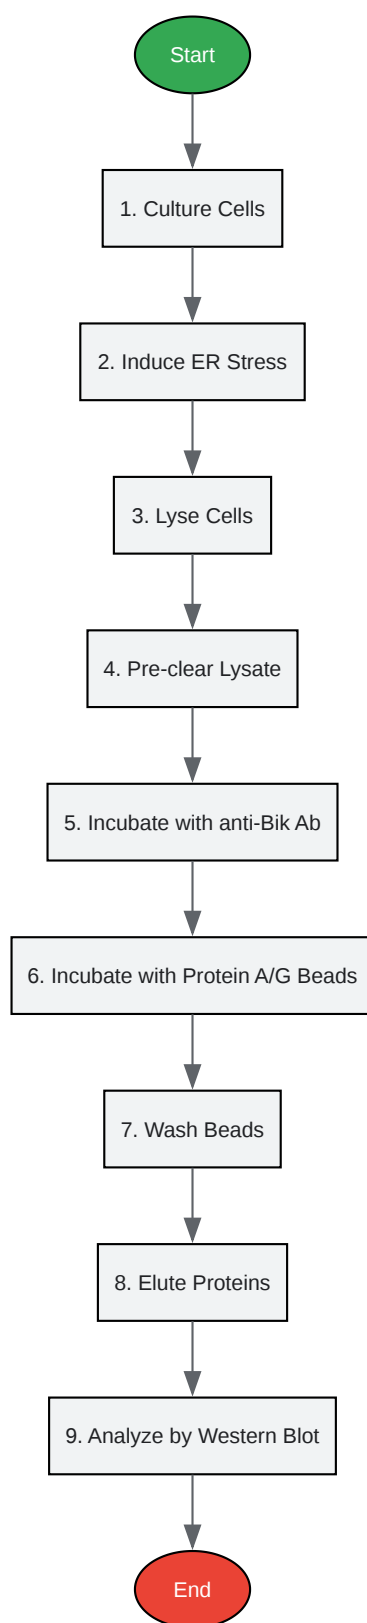 Start
1. Culture Cells
2. Induce ER Stress
3. Lyse Cells
4. Pre-clear Lysate
5. Incubate with anti-Bik Ab
6. Incubate with Protein A/G Beads
7. Wash Beads
8. Elute Proteins
9. Analyze by Western Blot
End